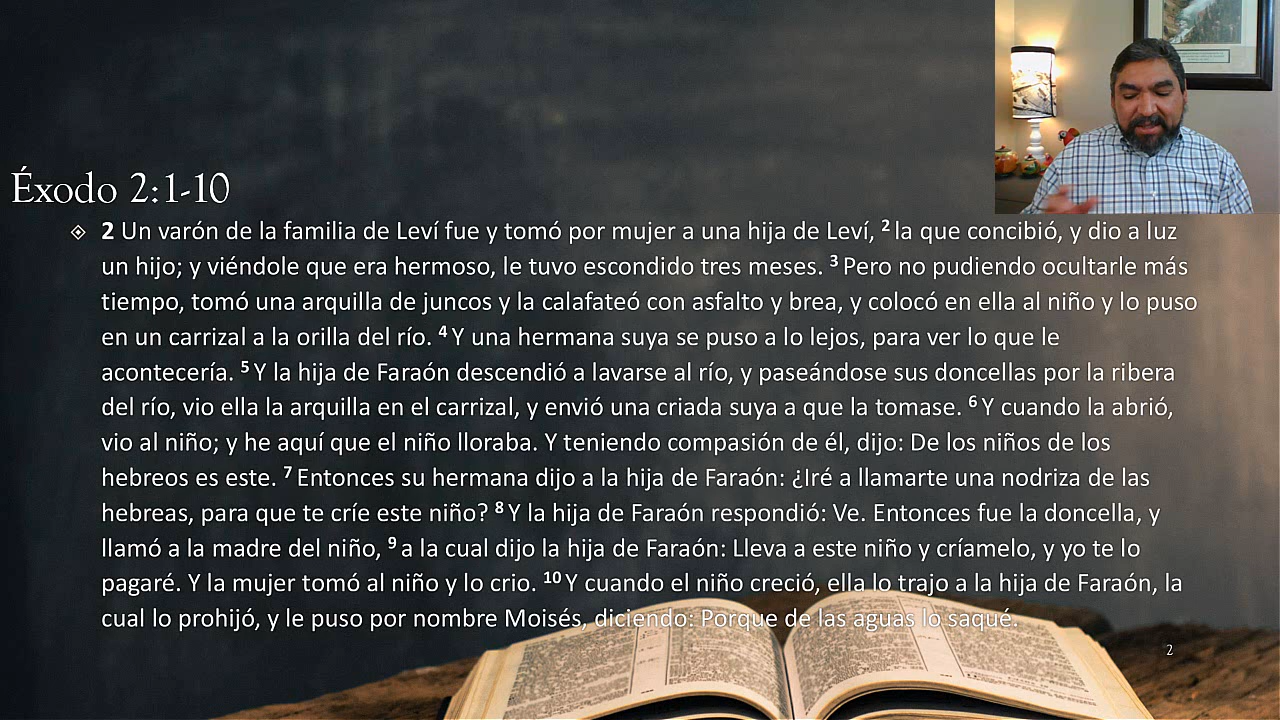 Éxodo 2:1-10
2 Un varón de la familia de Leví fue y tomó por mujer a una hija de Leví, 2 la que concibió, y dio a luz
un hijo; y viéndole que era hermoso, le tuvo escondido tres meses. 3 Pero no pudiendo ocultarle más
tiempo, tomó una arquilla de juncos y la calafateó con asfalto y brea, y colocó en ella al niño y lo puso
en un carrizal a la orilla del río. 4 Y una hermana suya se puso a lo lejos, para ver lo que le
acontecería. 5 Y la hija de Faraón descendió a lavarse al río, y paseándose sus doncellas por la ribera
del río, vio ella la arquilla en el carrizal, y envió una criada suya a que la tomase. 6 Y cuando la abrió,
vio al niño; y he aquí que el niño lloraba. Y teniendo compasión de él, dijo: De los niños de los
hebreos es este. 7 Entonces su hermana dijo a la hija de Faraón: ¿Iré a llamarte una nodriza de las
hebreas, para que te críe este niño? 8 Y la hija de Faraón respondió: Ve. Entonces fue la doncella, y
llamó a la madre del niño, 9 a la cual dijo la hija de Faraón: Lleva a este niño y críamelo, y yo te lo
pagaré. Y la mujer tomó al niño y lo crio. 10 Y cuando el niño creció, ella lo trajo a la hija de Faraón, la
cual lo prohijó, y le puso por nombre Moisés, diciendo: Porque de las aguas lo saqué.
2